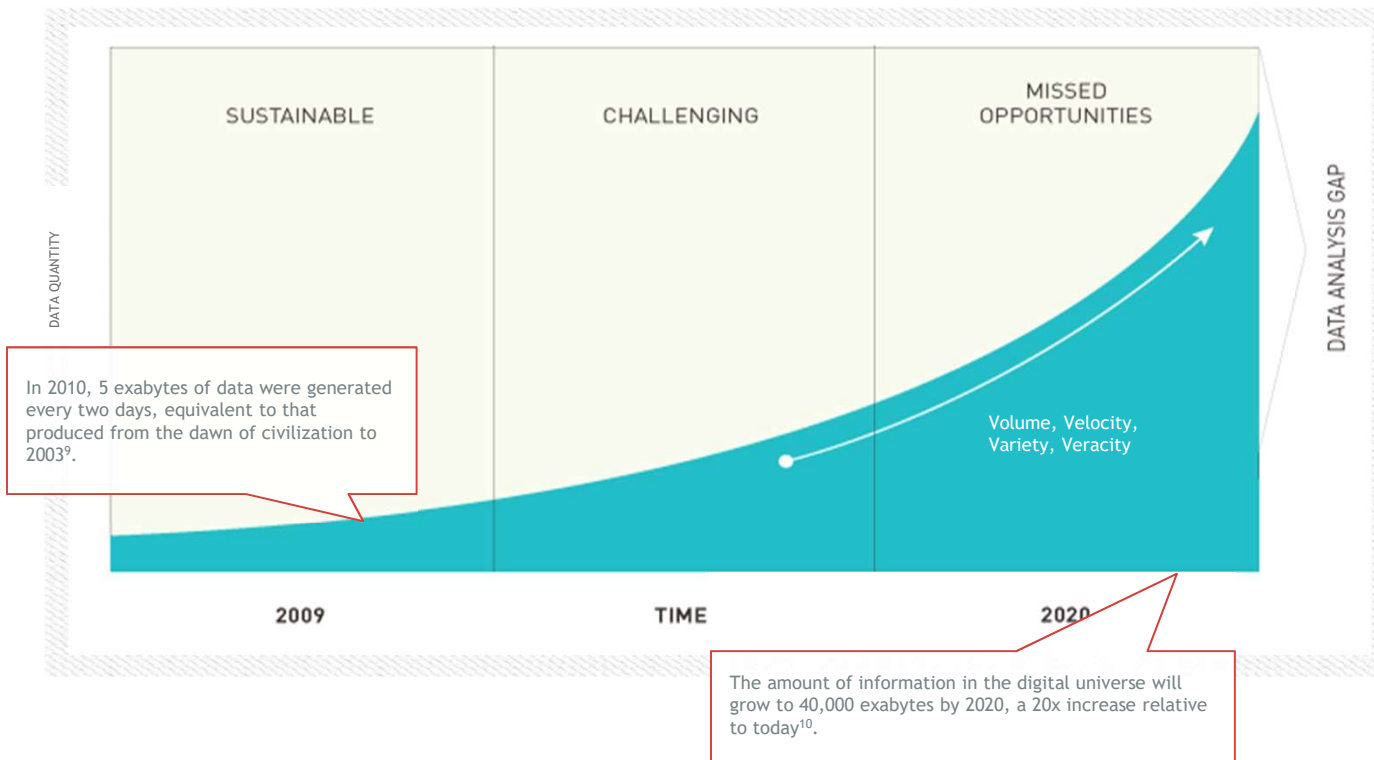 SUSTAINABLE
CHALLENGING
MISSED
OPPORTUNITIES
DATA QUANTITY
DATA ANALYSIS GAP
In 2010, 5 exabytes of data were generated
every two days, equivalent to that
produced from the dawn of civilization to
2003⁹.
Volume, Velocity,
Variety, Veracity
2009
TIME
2020
The amount of information in the digital universe will
grow to 40,000 exabytes by 2020, a 20x increase relative
to today¹⁰.